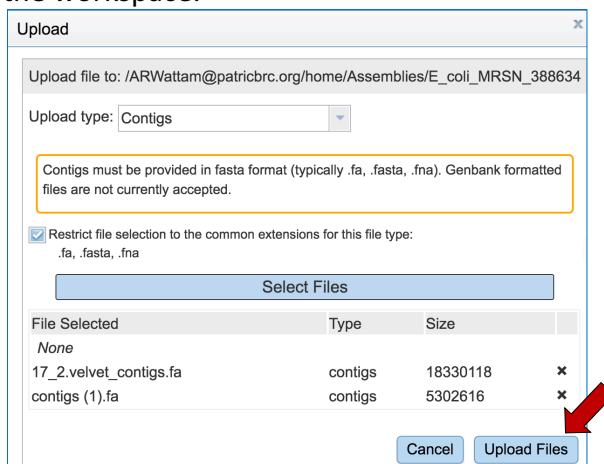 the workspace.
Upload x
Upload file to: /ARWattam@patricbrc.org/home/Assemblies/E_coli_MRSN_388634
Upload type: Contigs
Contigs must be provided in fasta format (typically .fa, .fasta, .fna). Genbank formatted
files are not currently accepted.
Restrict file selection to the common extensions for this file type:
.fa, .fasta, .fna
Select Files
File Selected Type Size
None
17_2.velvet_contigs.fa contigs 18330118 ✖
contigs (1).fa contigs 5302616 ✖
Cancel Upload Files